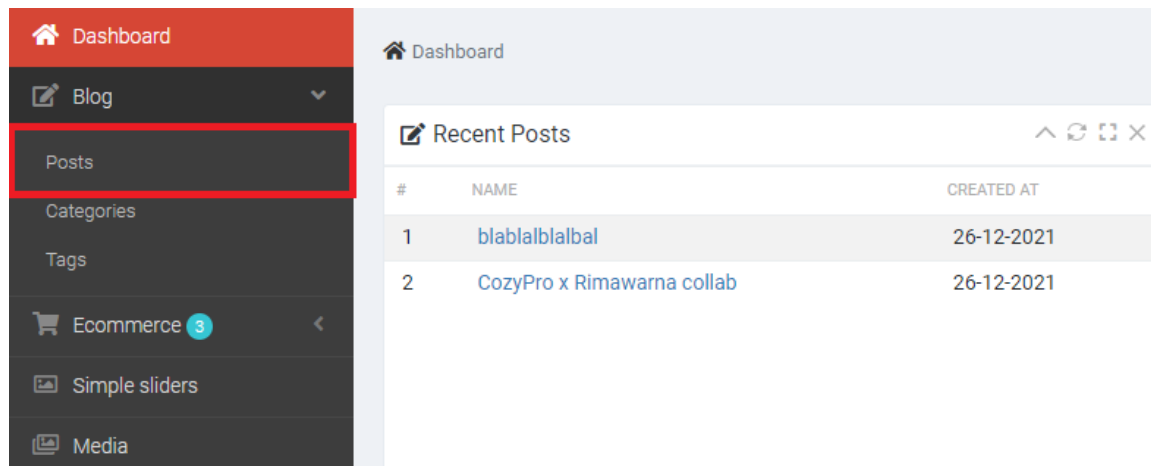 Dashboard
Blog
Posts
Categories
Tags
Ecommerce 3
Simple sliders
Media
Dashboard
Recent Posts
# NAME CREATED AT
1 blablalblalbal 26-12-2021
2 CozyPro x Rimawarna collab 26-12-2021